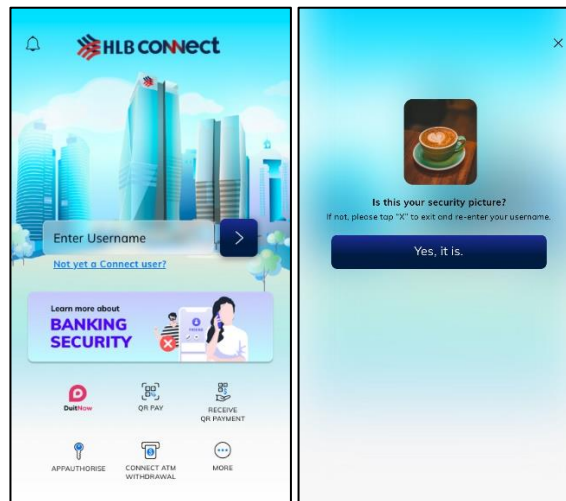 HLB CONNect
Enter Username
Not yet a Connect user?
Learn more about
BANKING
SECURITY
DuitNow
QR PAY
RECEIVE
QR PAYMENT
APPAUTHORISE
CONNECT ATM
WITHDRAWAL
MORE
Is this your security picture?
If not, please tap "X" to exit and re-enter your username.
Yes, it is.